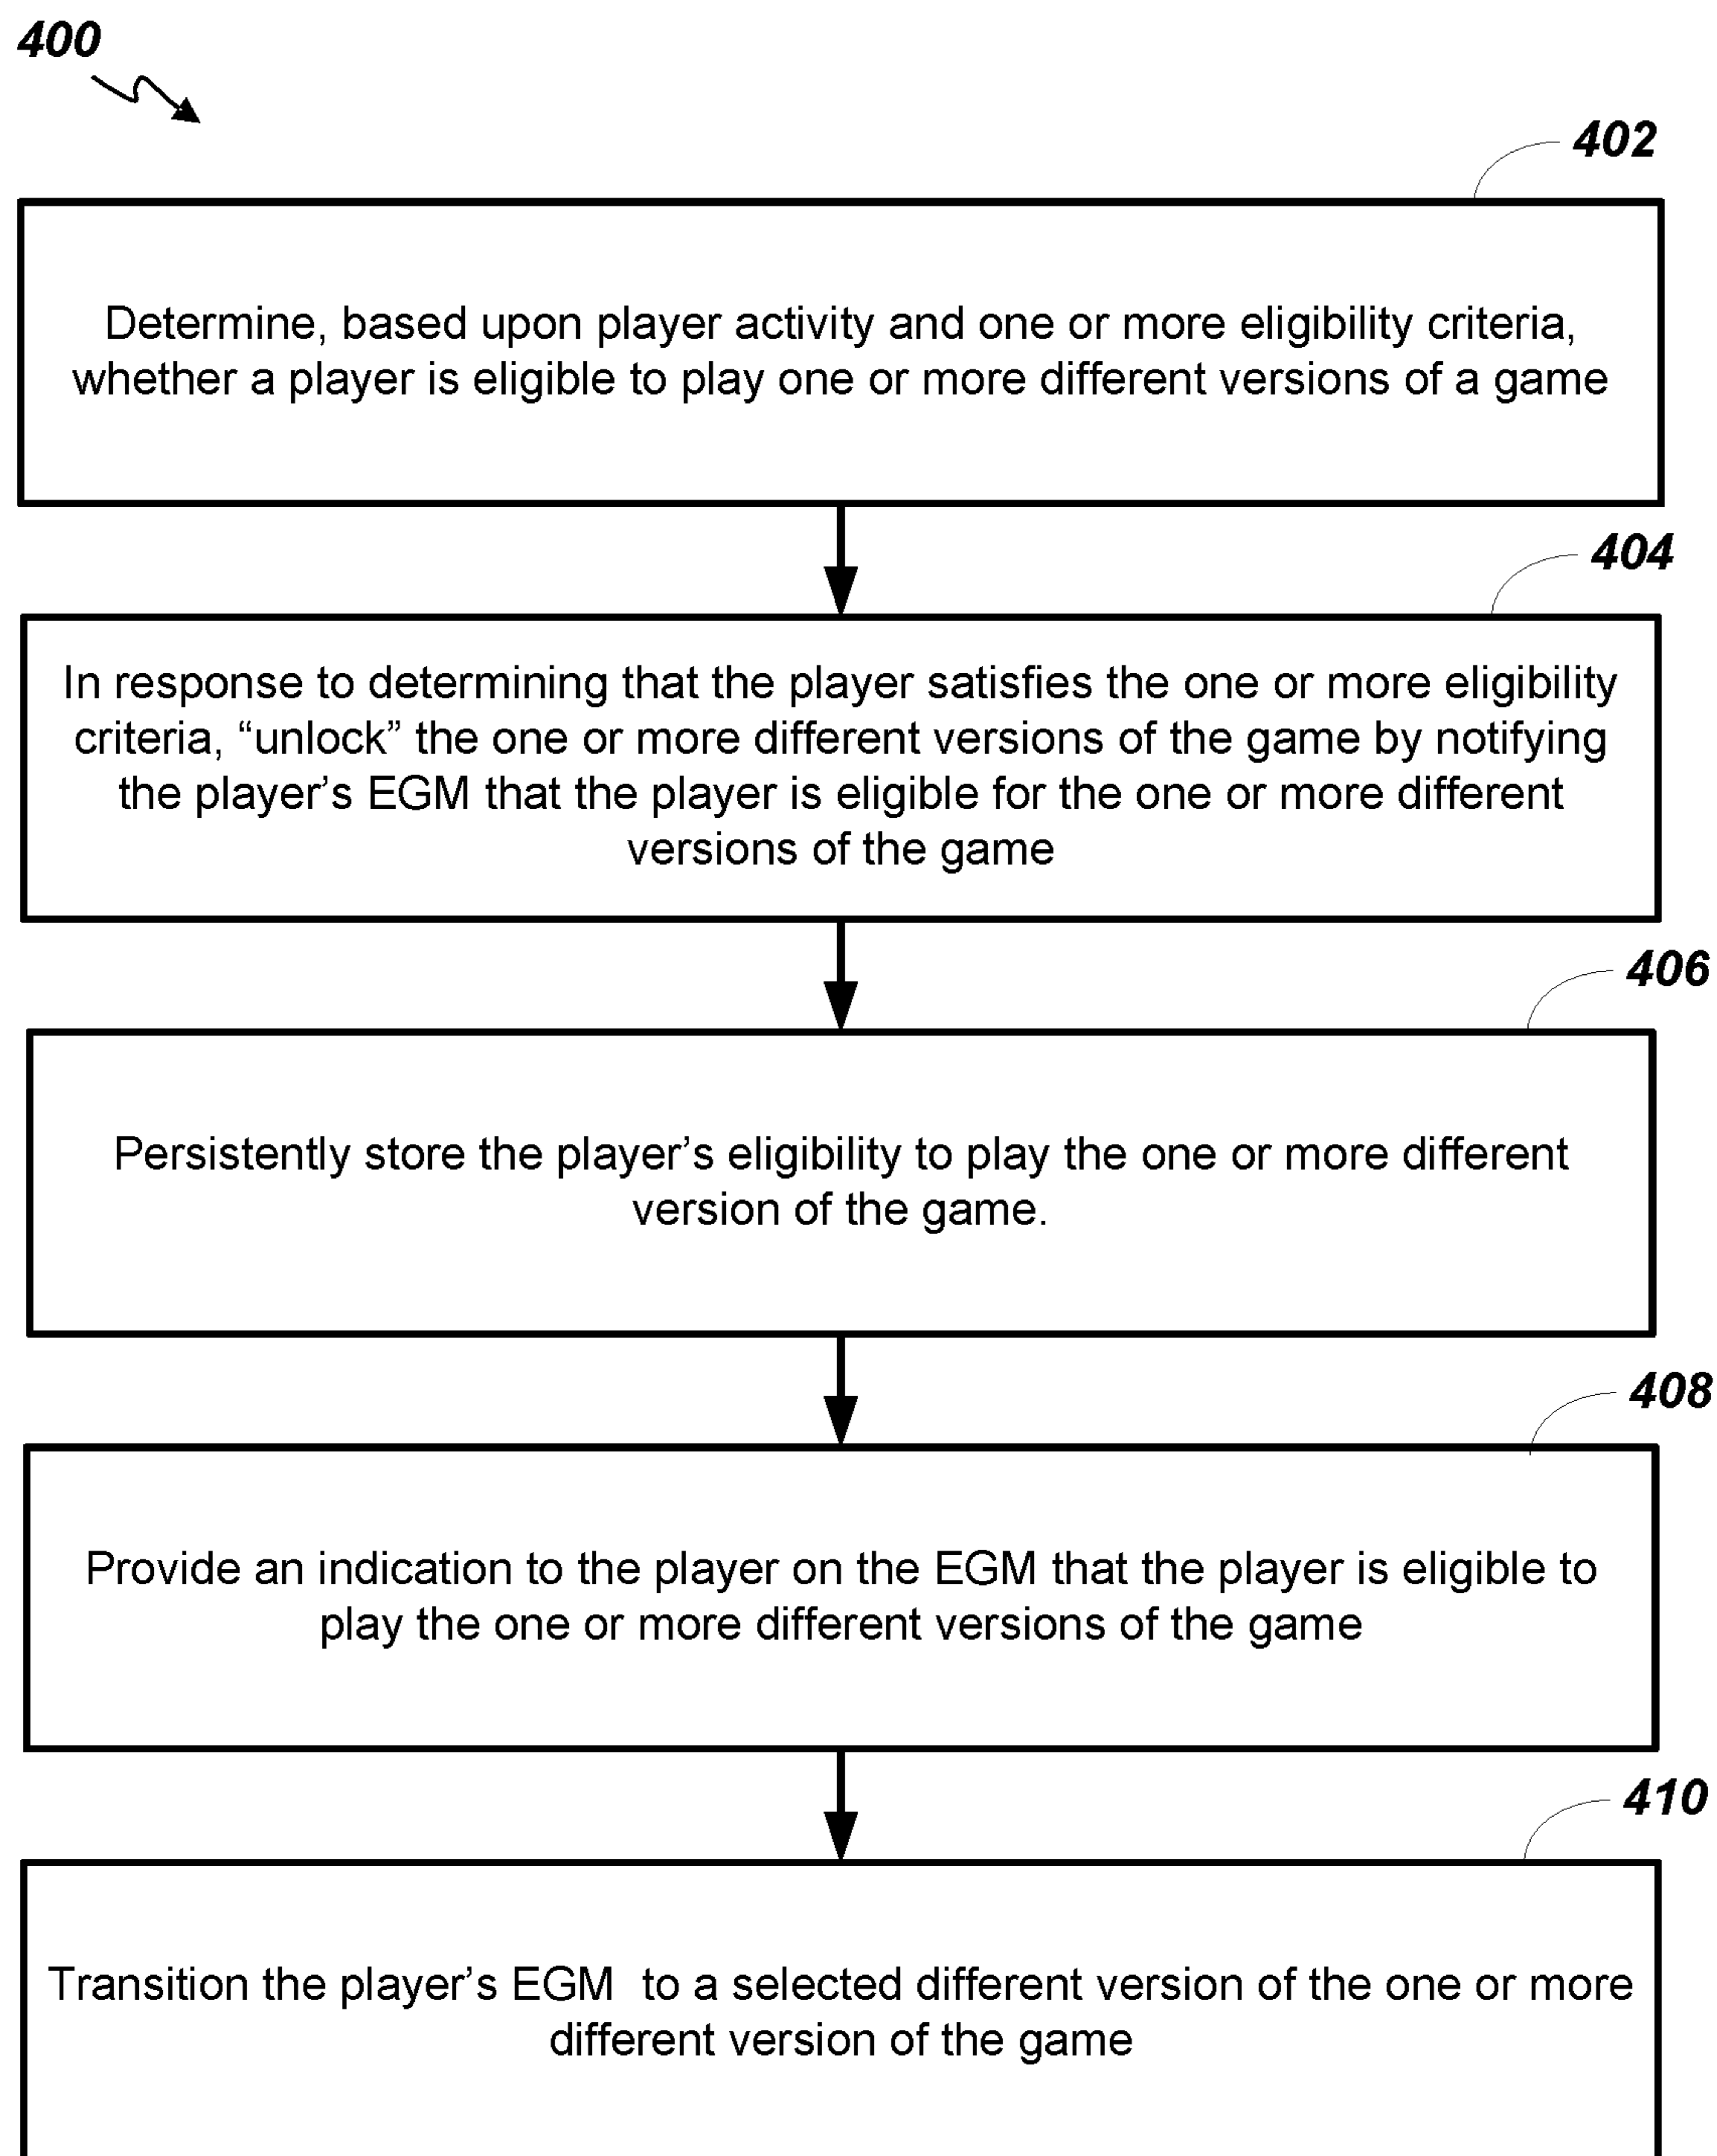 400
402
Determine, based upon player activity and one or more eligibility criteria,
whether a player is eligible to play one or more different versions of a game
404
In response to determining that the player satisfies the one or more eligibility
criteria, “unlock” the one or more different versions of the game by notifying
the player’s EGM that the player is eligible for the one or more different
versions of the game
406
Persistently store the player’s eligibility to play the one or more different
version of the game.
408
Provide an indication to the player on the EGM that the player is eligible to
play the one or more different versions of the game
410
Transition the player’s EGM  to a selected different version of the one or more
different version of the game